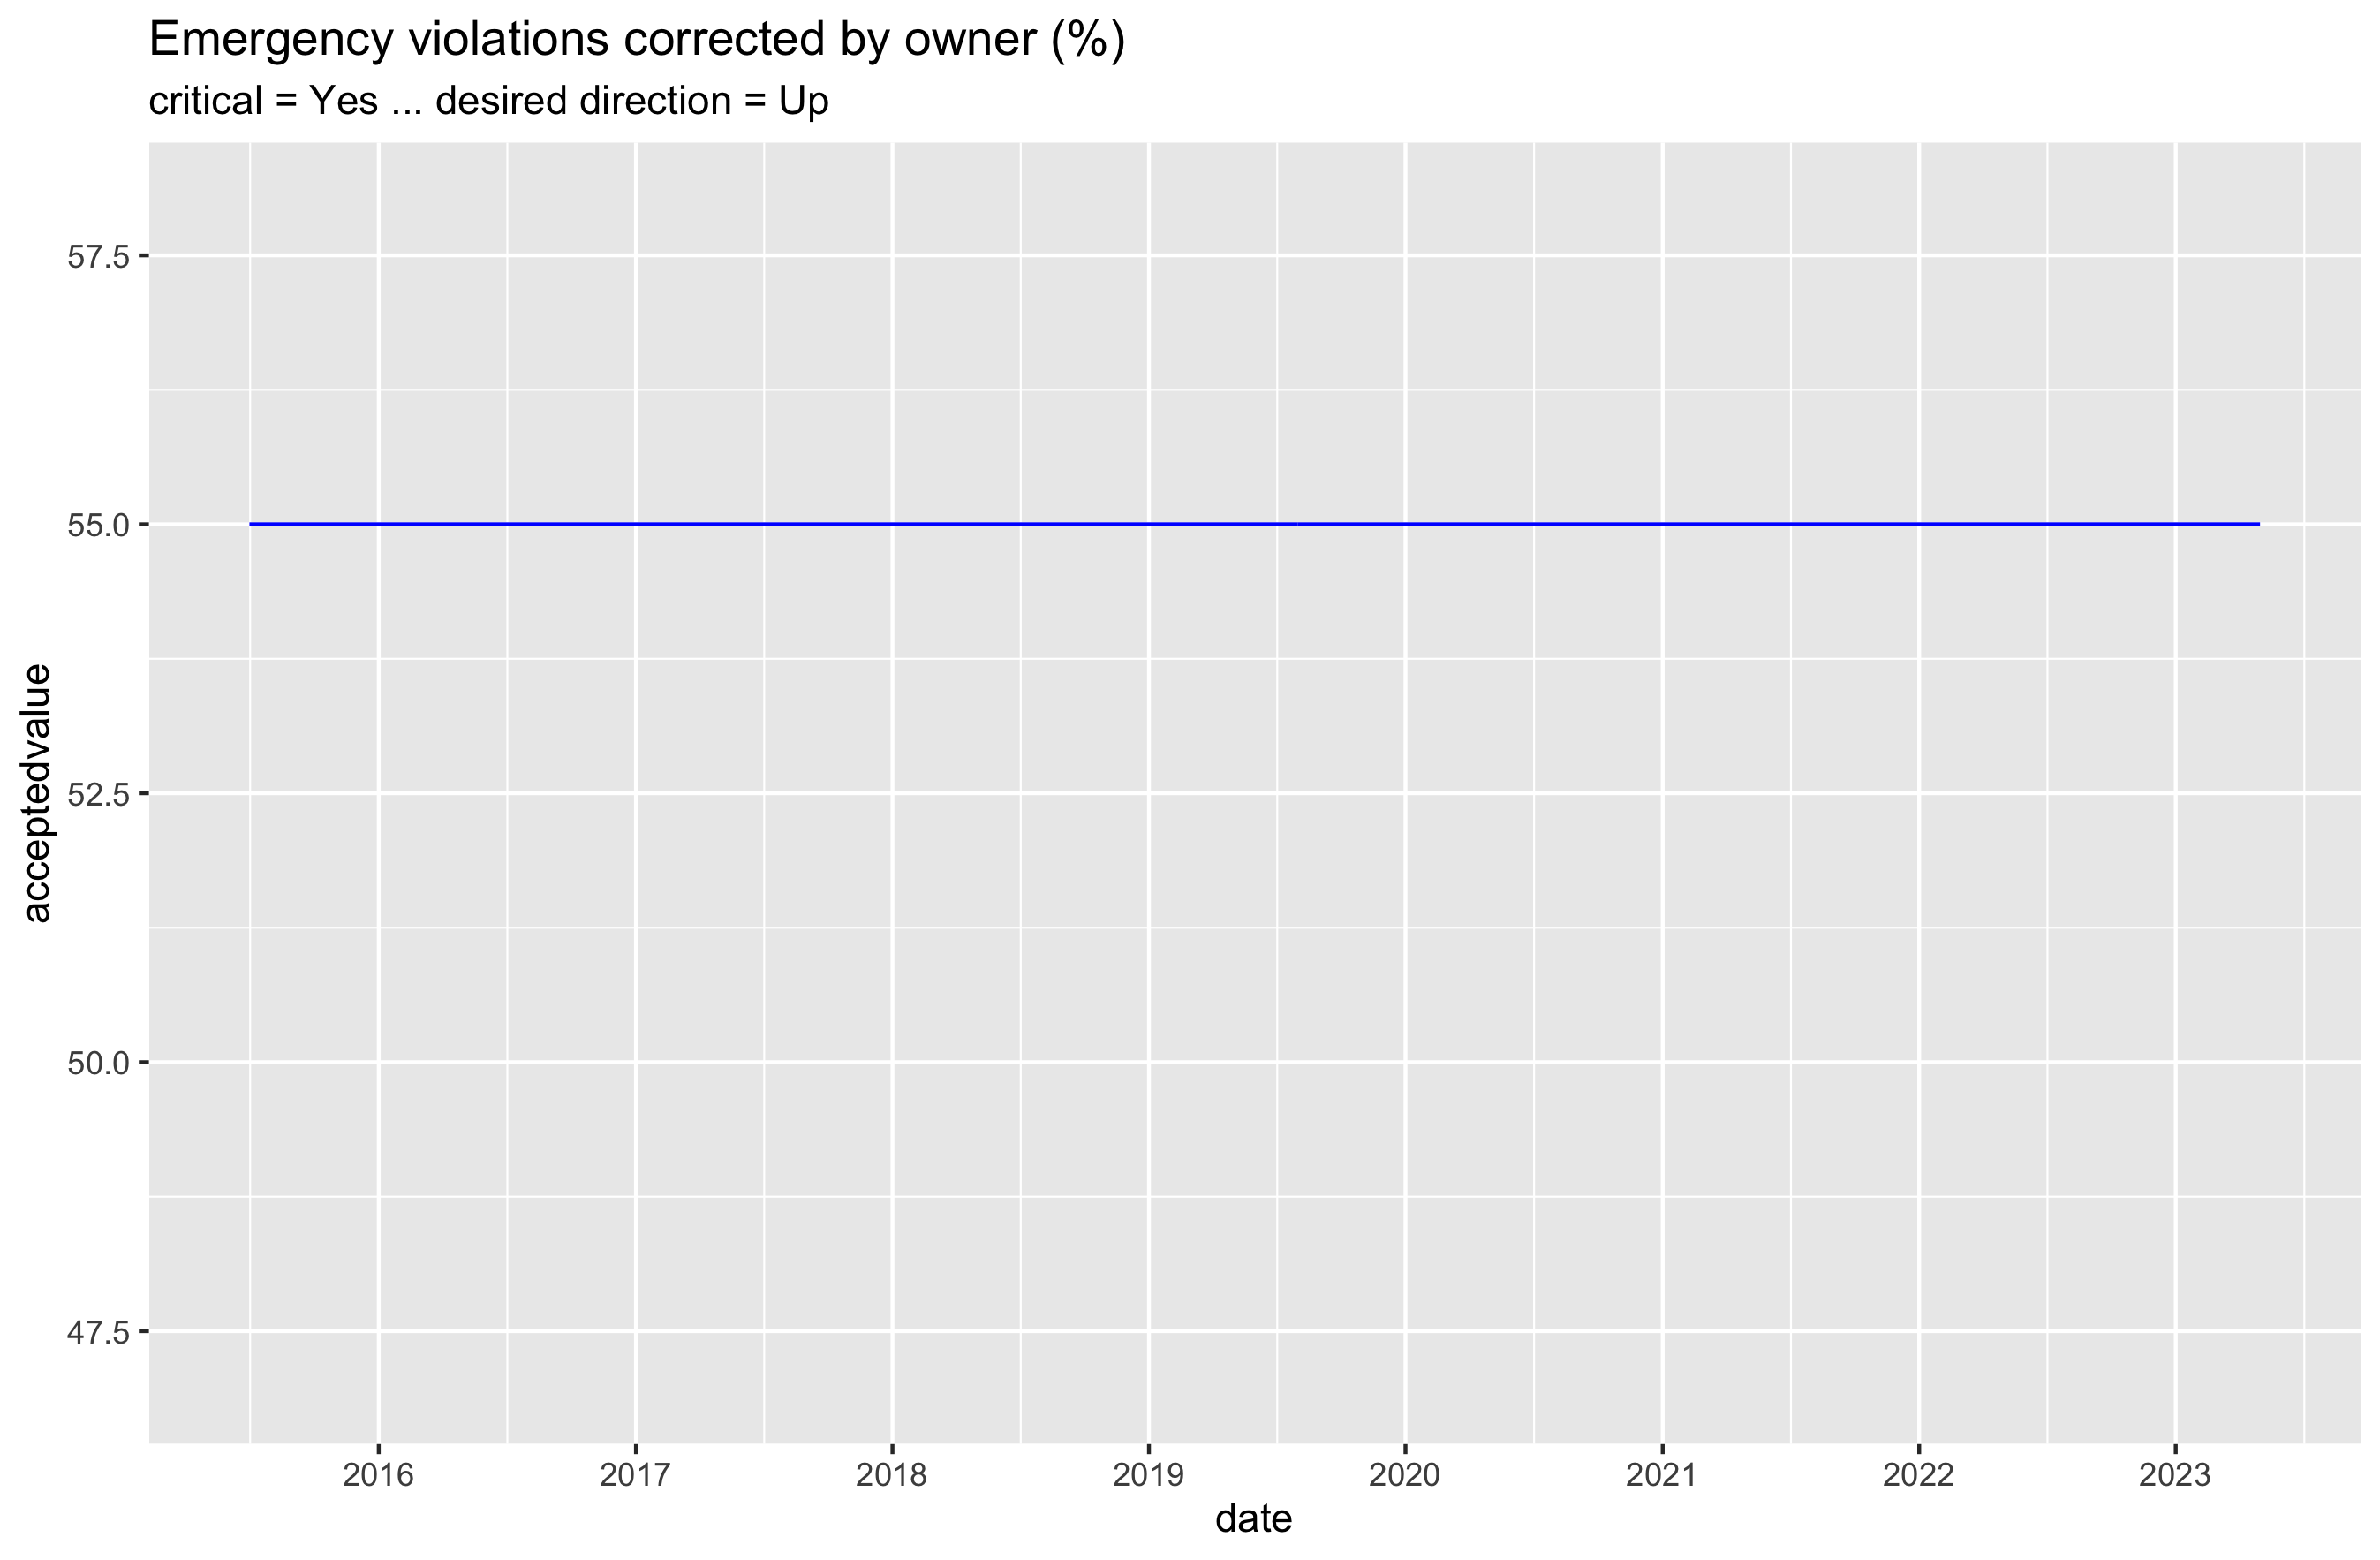 Emergency violations corrected by owner (%)
critical = Yes ... desired direction = Up
acceptedvalue
57.5
55.0
52.5
50.0
47.5
2016 2017 2018 2019 2020 2021 2022 2023
date